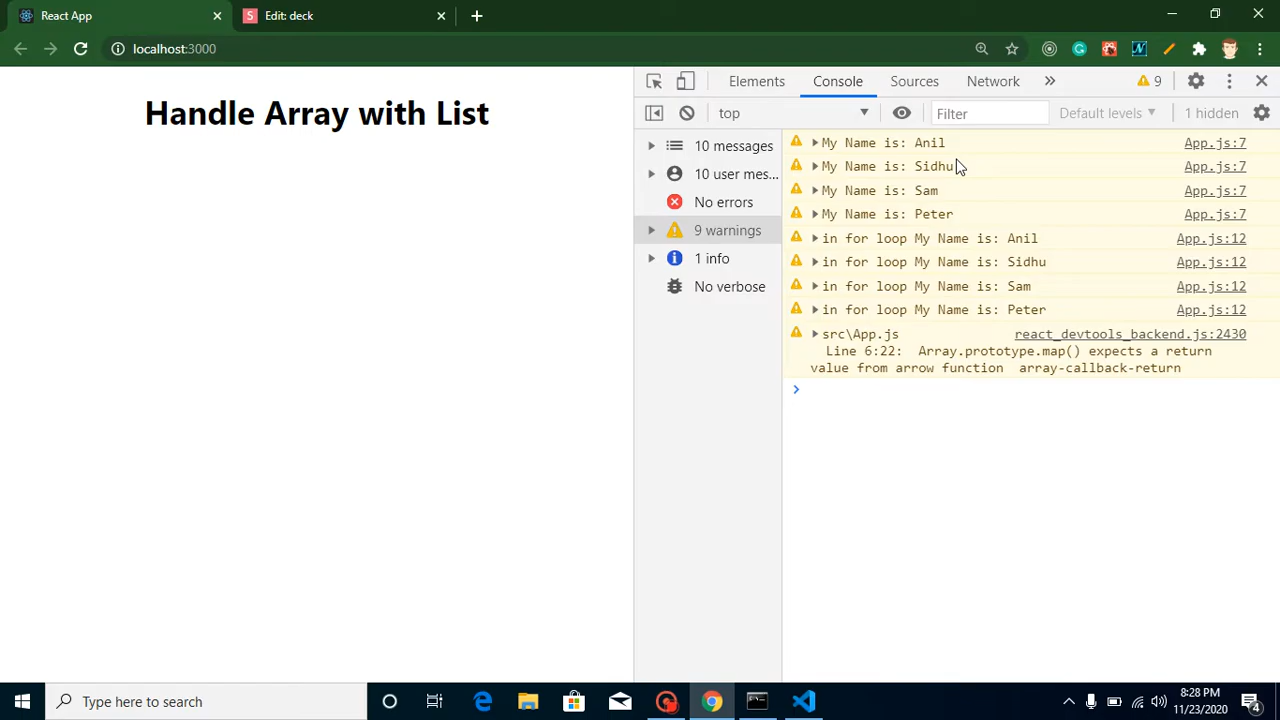 React App
Edit: deck
localhost:3000
Handle Array with List
Elements
Console
Sources
Network
9
top
Filter
Default levels
1 hidden
10 messages
10 user mes...
No errors
9 warnings
1 info
No verbose
My Name is: Anil App.js:7
My Name is: Sidhu App.js:7
My Name is: Sam App.js:7
My Name is: Peter App.js:7
in for loop My Name is: Anil App.js:12
in for loop My Name is: Sidhu App.js:12
in for loop My Name is: Sam App.js:12
in for loop My Name is: Peter App.js:12
src\App.js react_devtools_backend.js:2430
Line 6:22: Array.prototype.map() expects a return
value from arrow function array-callback-return
Type here to search
8:28 PM
11/23/2020
4